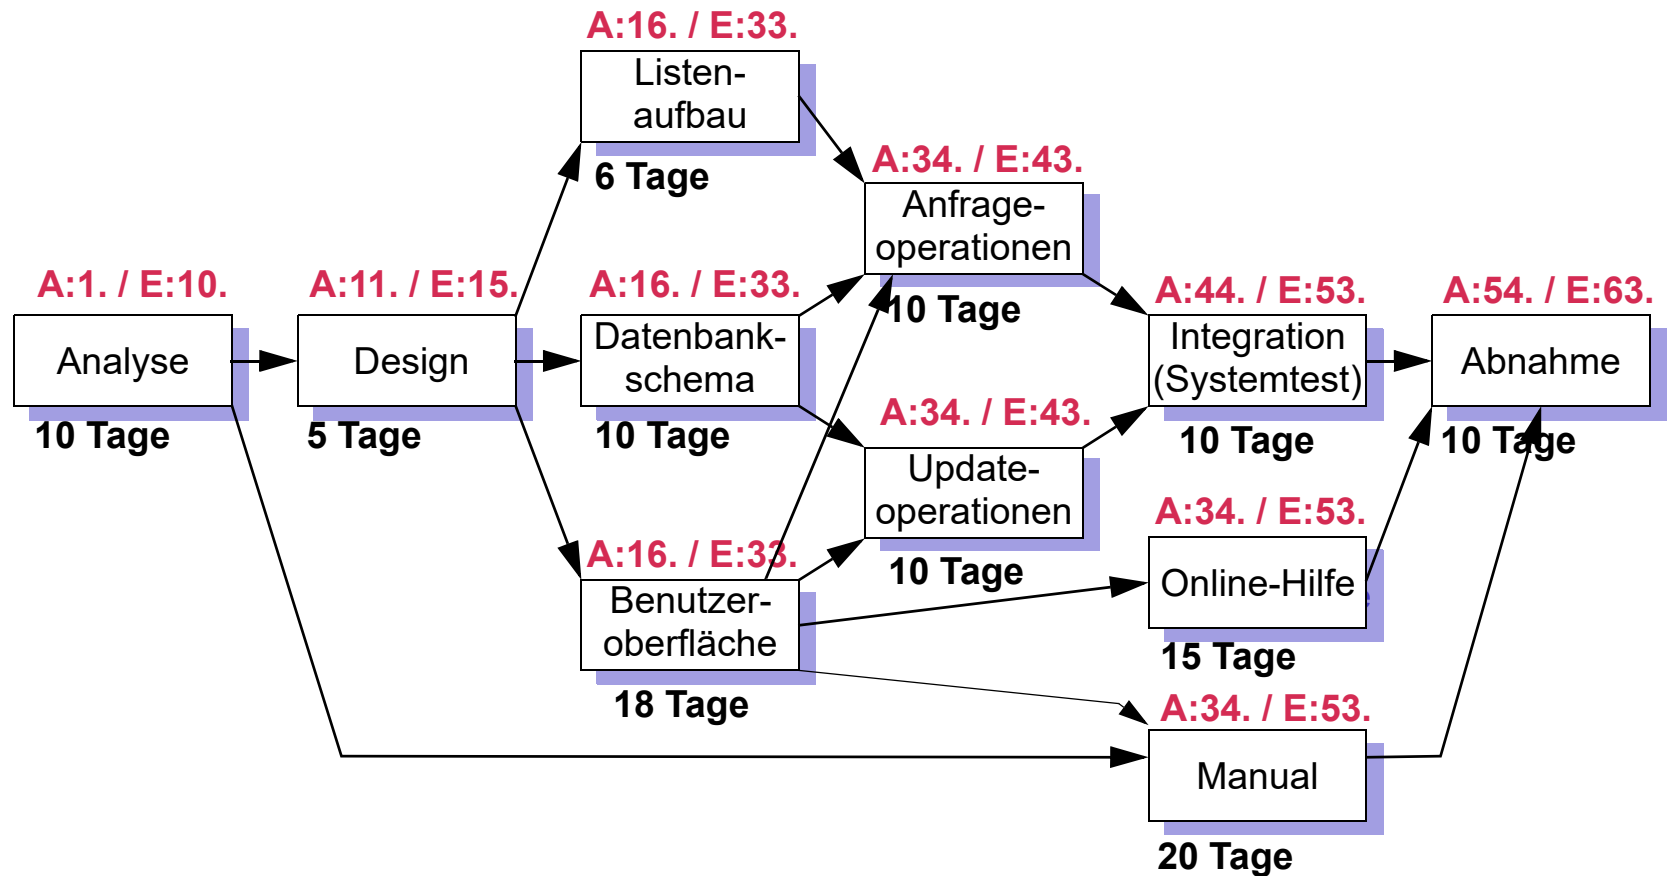 A:16. / E:33.
Listen-
aufbau
6 Tage
A:34. / E:43.
Anfrage-
operationen
10 Tage
A:1. / E:10.
Analyse
10 Tage
A:11. / E:15.
Design
5 Tage
A:16. / E:33.
Datenbank-
schema
10 Tage
A:44. / E:53.
Integration
(Systemtest)
10 Tage
A:54. / E:63.
Abnahme
10 Tage
A:34. / E:43.
Update-
operationen
10 Tage
A:16. / E:33.
Benutzer-
oberfläche
18 Tage
A:34. / E:53.
Online-Hilfe
15 Tage
A:34. / E:53.
Manual
20 Tage